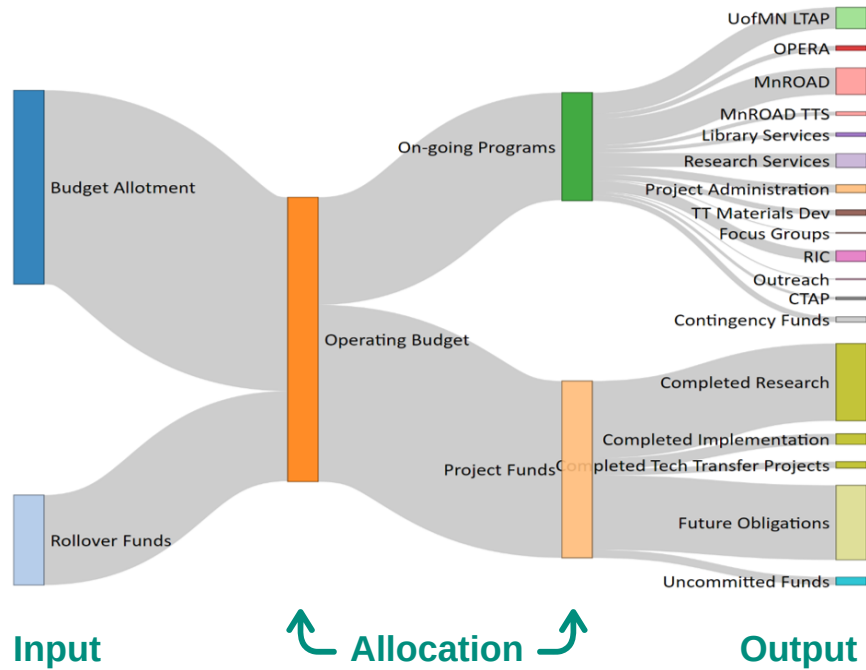 UofMN LTAP
OPERA
MnROAD
MnROAD TTS
Library Services
Research Services
Project Administration
TT Materials Dev
Focus Groups
RIC
Outreach
CTAP
Contingency Funds
On-going Programs
Budget Allotment
Operating Budget
Completed Research
Completed Implementation
Project Funds
Completed Tech Transfer Projects
Future Obligations
Rollover Funds
Uncommitted Funds
Input
Allocation
Output